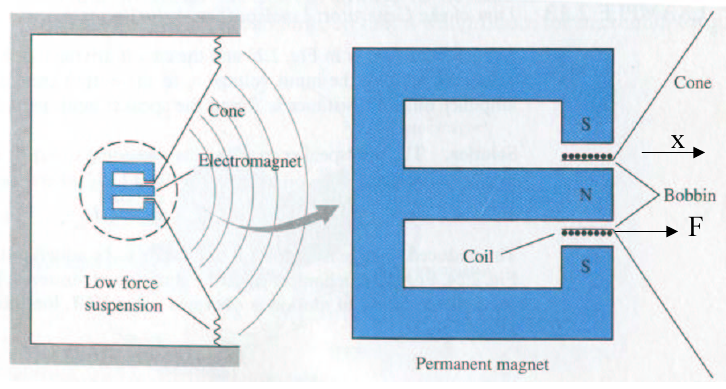 Cone
Electromagnet
Low force
suspension
S
N
S
Coil
Cone
x
Bobbin
F
Permanent magnet